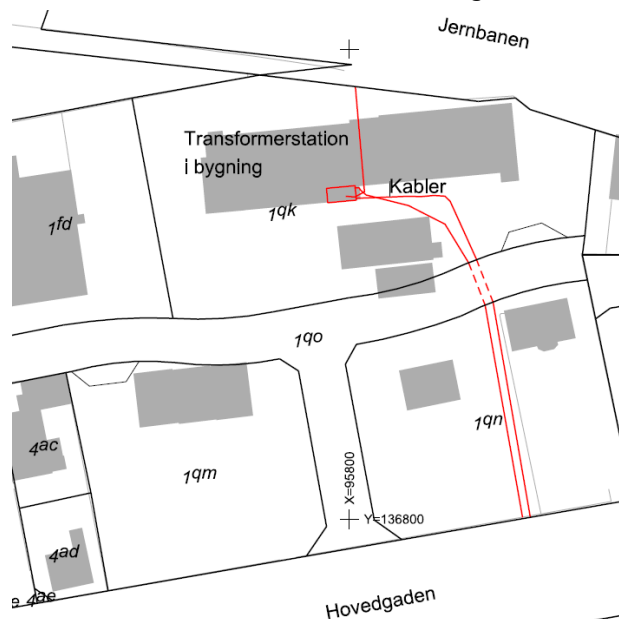 Jernbanen
Transformerstation
i bygning
Kabler
1qk
1fd
1qo
1qn
4ac
1qm
X=95800
Y=136800
4ad
e 4ae
Hovedgaden